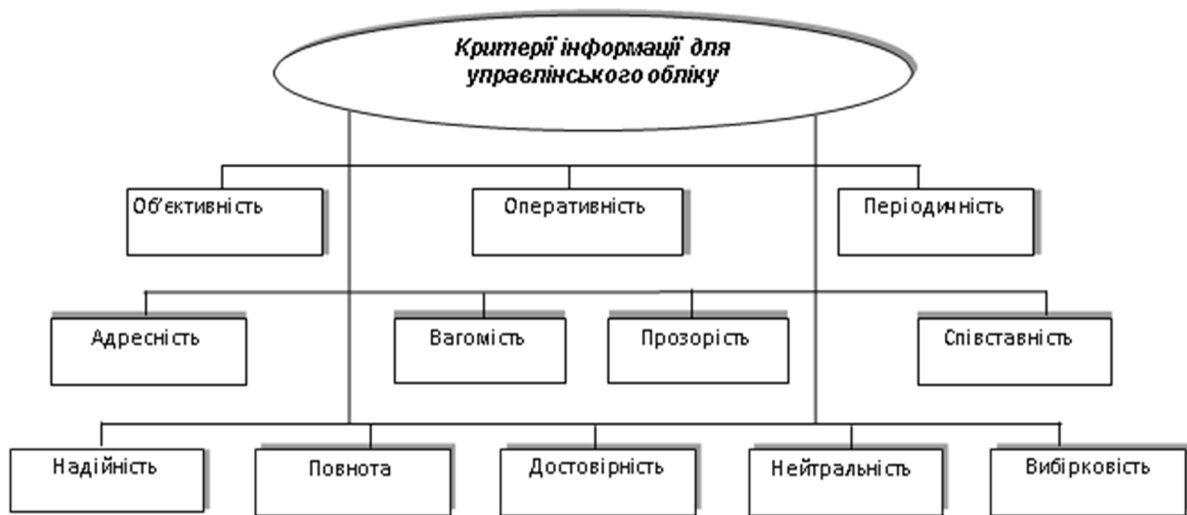 Критерії інформації для
управлінського обліку
Об'єктивність
Оперативність
Періодичність
Адресність
Вагомість
Прозорість
Співставність
Надійність
Повнота
Достовірність
Нейтральність
Вибірковість